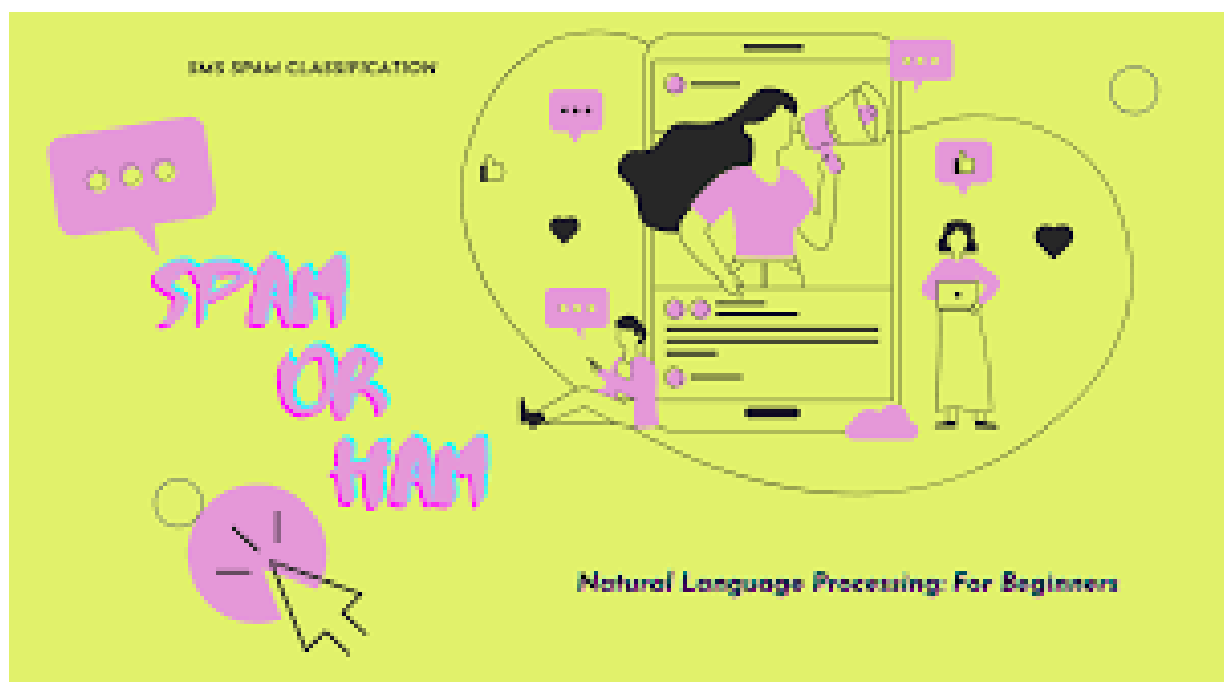 SMS SPAM CLASSIFICATION
SPAM
OR
HAM
Natural Language Processing: For Beginners